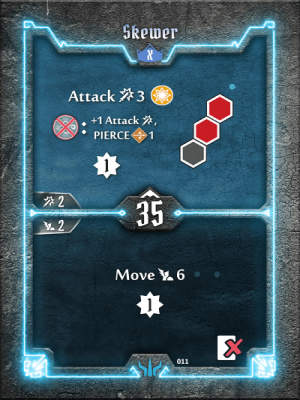 Skewer
X
Attack 3
: +1 Attack ,
PIERCE 1
1
2
35
2
Move 6
1
011